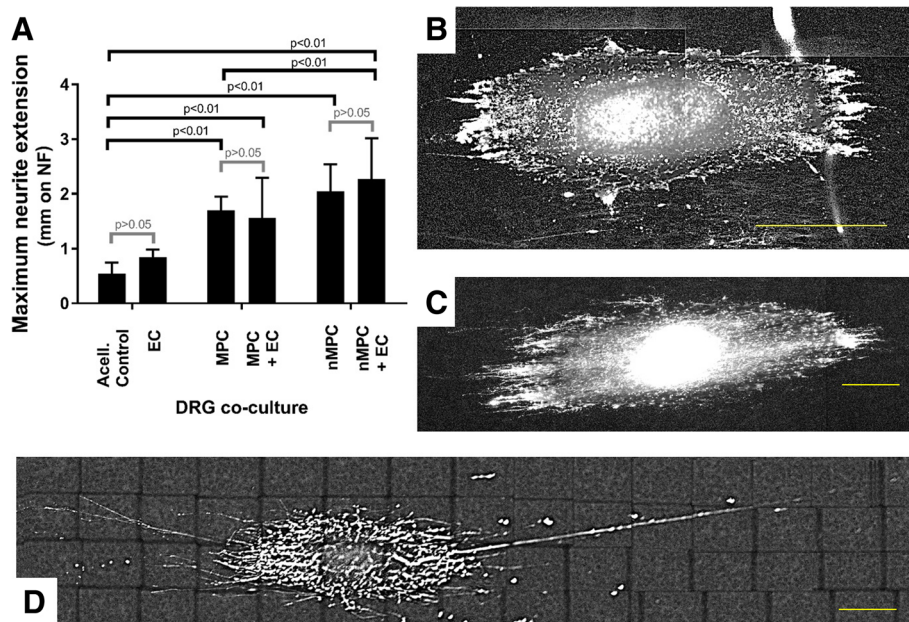 A
p<0.01
p<0.01
p<0.01
p<0.01
p<0.01
p>0.05
p>0.05
p>0.05
4
3
2
1
0
Maximum neurite extension
(mm on NF)
Acell.
Control
EC
MPC
MPC
+ EC
nMPC
nMPC
+ EC
DRG co-culture
B
C
D